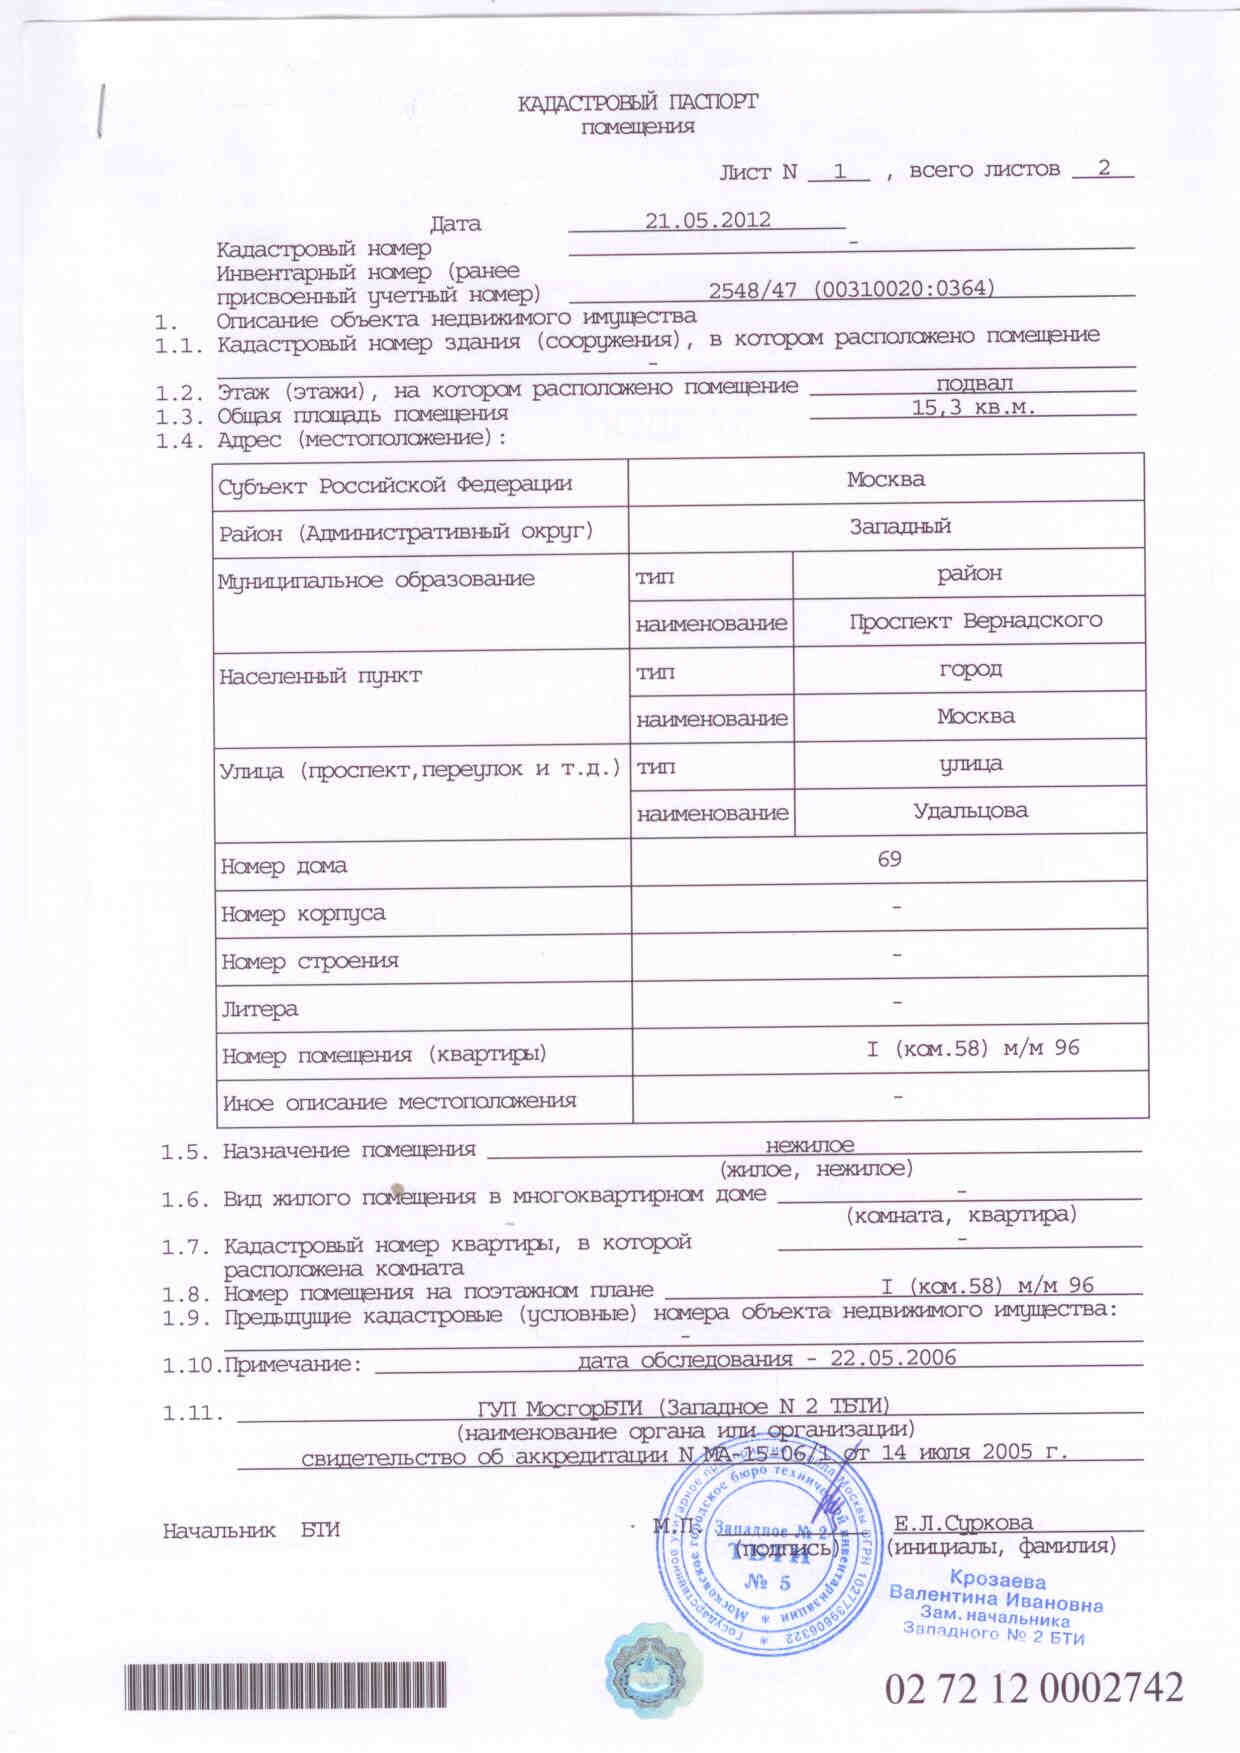 КАДАСТРОВЫЙ ПАСПОРТ
помещения
Лист N 1 , всего листов 2
Дата 21.05.2012
Кадастровый номер -
Инвентарный номер (ранее
присвоенный учетный номер) 2548/47 (00310020:0364)
1. Описание объекта недвижимого имущества
1.1. Кадастровый номер здания (сооружения), в котором расположено помещение
-
1.2. Этаж (этажи), на котором расположено помещение подвал
1.3. Общая площадь помещения 15,3 кв.м.
1.4. Адрес (местоположение):
Субъект Российской Федерации Москва
Район (Административный округ) Западный
Муниципальное образование тип район
наименование Проспект Вернадского
Населенный пункт тип город
наименование Москва
Улица (проспект,переулок и т.д.) тип улица
наименование Удальцова
Номер дома 69
Номер корпуса -
Номер строения -
Литера -
Номер помещения (квартиры) I (ком.58) м/м 96
Иное описание местоположения -
1.5. Назначение помещения нежилое
(жилое, нежилое)
1.6. Вид жилого помещения в многоквартирном доме -
(комната, квартира)
1.7. Кадастровый номер квартиры, в которой -
расположена комната
1.8. Номер помещения на поэтажном плане I (ком.58) м/м 96
1.9. Предыдущие кадастровые (условные) номера объекта недвижимого имущества:
-
1.10.Примечание: дата обследования - 22.05.2006
1.11. ГУП МосгорБТИ (Западное N 2 ТБТИ)
(наименование органа или организации)
свидетельство об аккредитации N МА-15-06/1 от 14 июля 2005 г.
Начальник БТИ М.П. Е.Л.Суркова
(подпись) (инициалы, фамилия)
Московское городское бюро технической инвентаризации *
Западное № 2
ТБТИ
№ 5
Крозаева
Валентина Ивановна
Зам. начальника
Западного № 2 БТИ
02 72 12 0002742